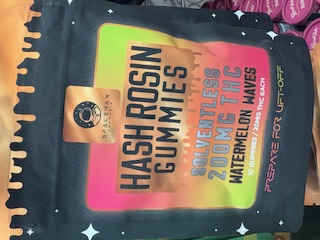 SPACEMAN
HASH ROSIN
GUMMIES
SOLVENTLESS
200MG THC
WATERMELON WAVES
10 GUMMIES / 20MG THC EACH
PREPARE FOR LIFT-OFF